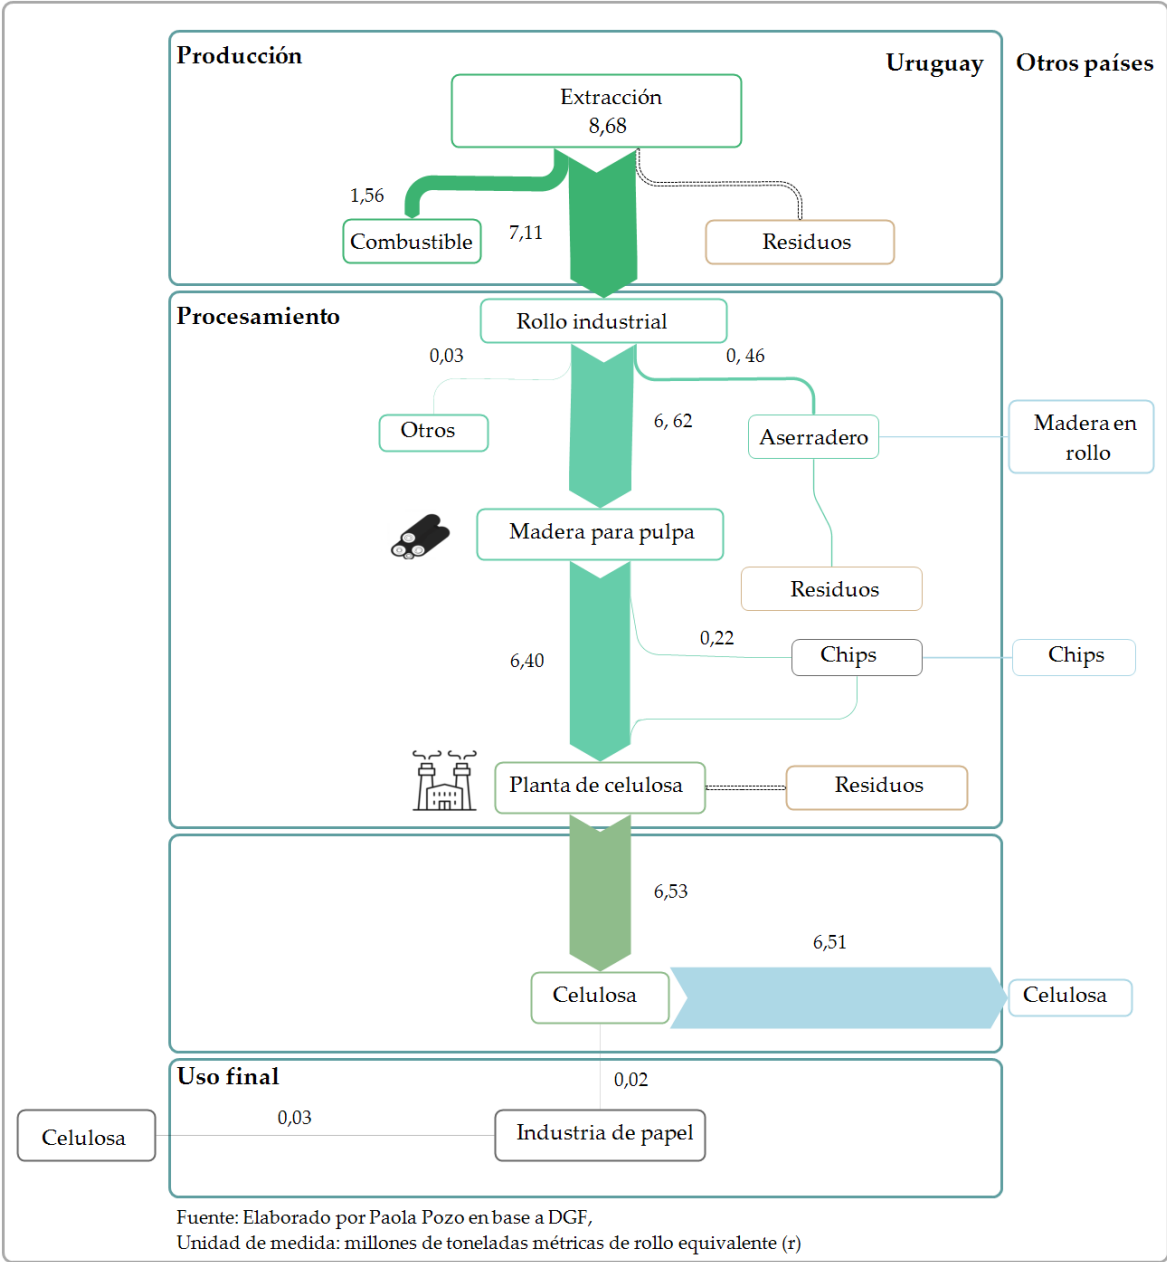 Producción
Uruguay
Otros países
Extracción
8,68
1,56
Combustible
7,11
Residuos
Procesamiento
Rollo industrial
0,03
0, 46
Otros
6, 62
Aserradero
Madera en
rollo
Madera para pulpa
Residuos
0,22
6,40
Chips
Chips
Planta de celulosa
Residuos
6,53
6,51
Celulosa
Celulosa
Uso final
0,02
0,03
Celulosa
Industria de papel
Fuente: Elaborado por Paola Pozo en base a DGF,
Unidad de medida: millones de toneladas métricas de rollo equivalente (r)